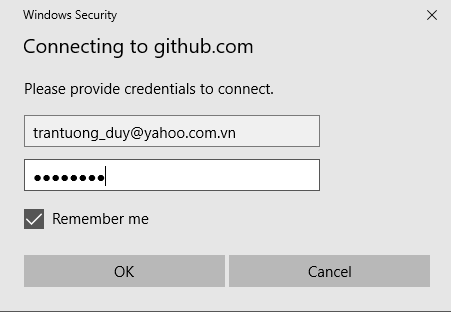 Windows Security
Connecting to github.com
Please provide credentials to connect.
trantuong_duy@yahoo.com.vn
●●●●●●●●
Remember me
OK Cancel